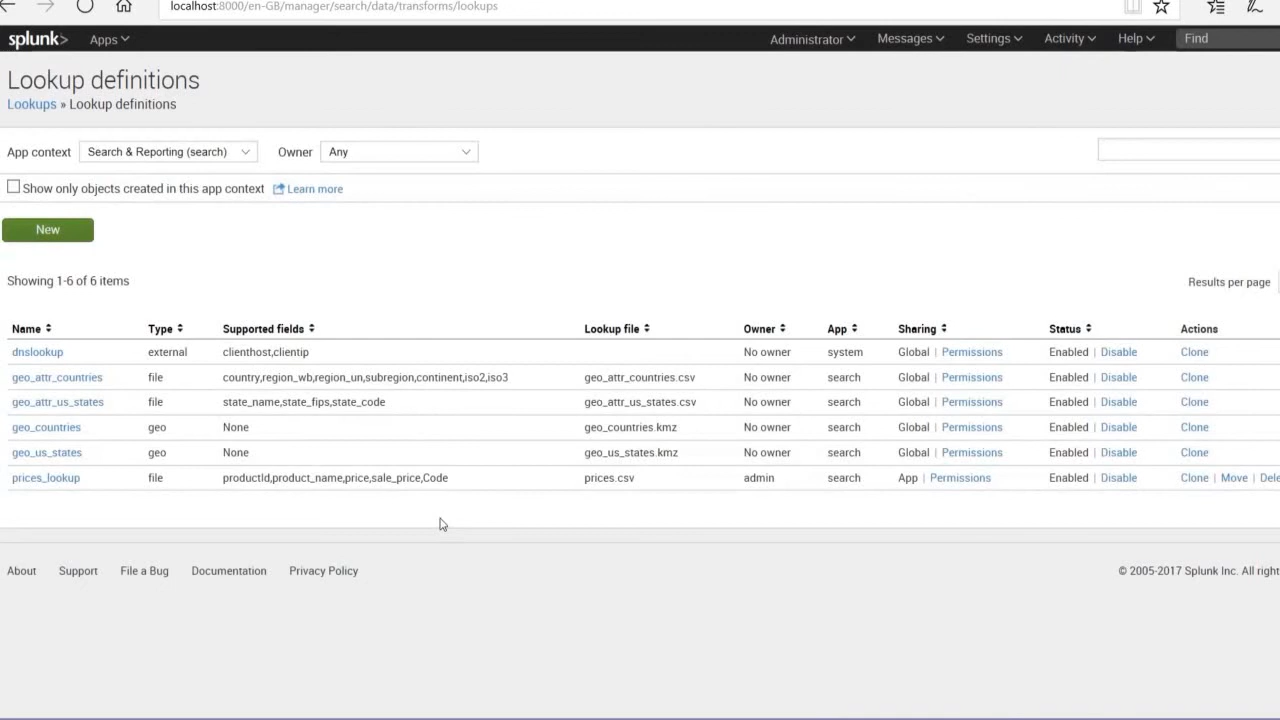 localhost:8000/en-GB/manager/search/data/transforms/lookups
splunk> Apps Administrator Messages Settings Activity Help Find
Lookup definitions
Lookups » Lookup definitions
App context Search & Reporting (search) Owner Any
Show only objects created in this app context Learn more
New
Showing 1-6 of 6 items Results per page
Name Type Supported fields Lookup file Owner App Sharing Status Actions
dnslookup external clienthost,clientip No owner system Global | Permissions Enabled | Disable Clone
geo_attr_countries file country,region_wb,region_un,subregion,continent,iso2,iso3 geo_attr_countries.csv No owner search Global | Permissions Enabled | Disable Clone
geo_attr_us_states file state_name,state_fips,state_code geo_attr_us_states.csv No owner search Global | Permissions Enabled | Disable Clone
geo_countries geo None geo_countries.kmz No owner search Global | Permissions Enabled | Disable Clone
geo_us_states geo None geo_us_states.kmz No owner search Global | Permissions Enabled | Disable Clone
prices_lookup file productId,product_name,price,sale_price,Code prices.csv admin search App | Permissions Enabled | Disable Clone | Move | Dele
About Support File a Bug Documentation Privacy Policy © 2005-2017 Splunk Inc. All right